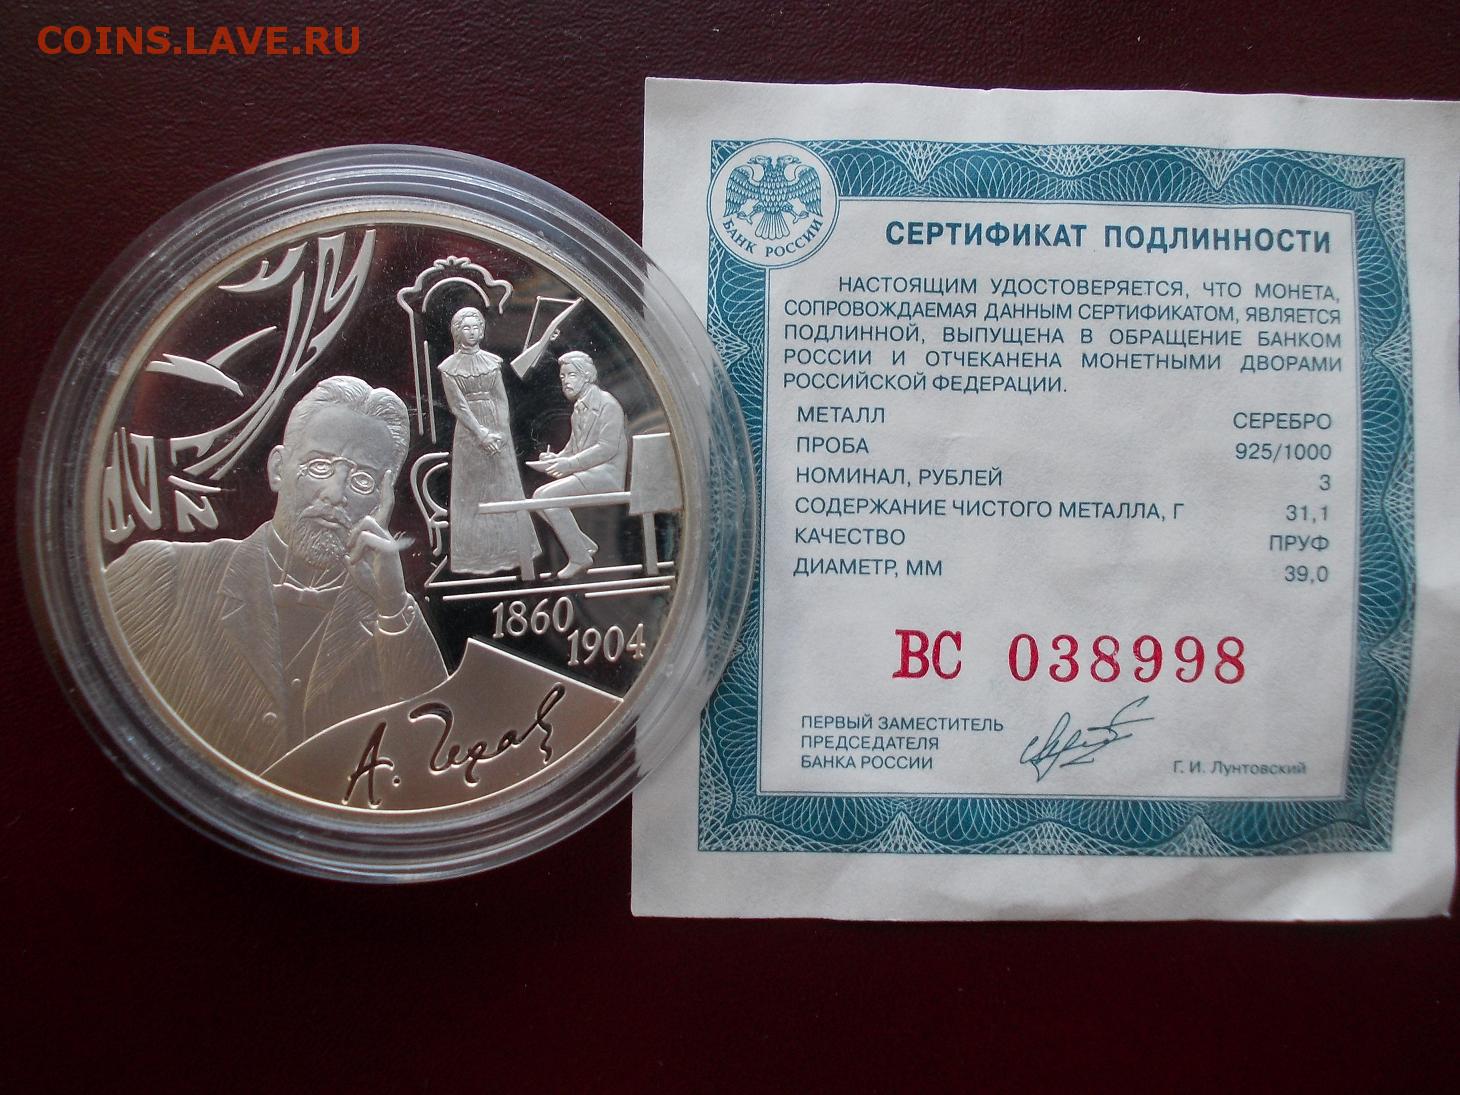 COINS.LAVE.RU
1860
1904
А. Чехов
БАНК РОССИИ
СЕРТИФИКАТ ПОДЛИННОСТИ
НАСТОЯЩИМ УДОСТОВЕРЯЕТСЯ, ЧТО МОНЕТА,
СОПРОВОЖДАЕМАЯ ДАННЫМ СЕРТИФИКАТОМ, ЯВЛЯЕТСЯ
ПОДЛИННОЙ, ВЫПУЩЕНА В ОБРАЩЕНИЕ БАНКОМ
РОССИИ И ОТЧЕКАНЕНА МОНЕТНЫМИ ДВОРАМИ
РОССИЙСКОЙ ФЕДЕРАЦИИ.
МЕТАЛЛ СЕРЕБРО
ПРОБА 925/1000
НОМИНАЛ, РУБЛЕЙ 3
СОДЕРЖАНИЕ ЧИСТОГО МЕТАЛЛА, Г 31,1
КАЧЕСТВО ПРУФ
ДИАМЕТР, ММ 39,0
ВС 038998
ПЕРВЫЙ ЗАМЕСТИТЕЛЬ
ПРЕДСЕДАТЕЛЯ
БАНКА РОССИИ Г. И. Лунтовский